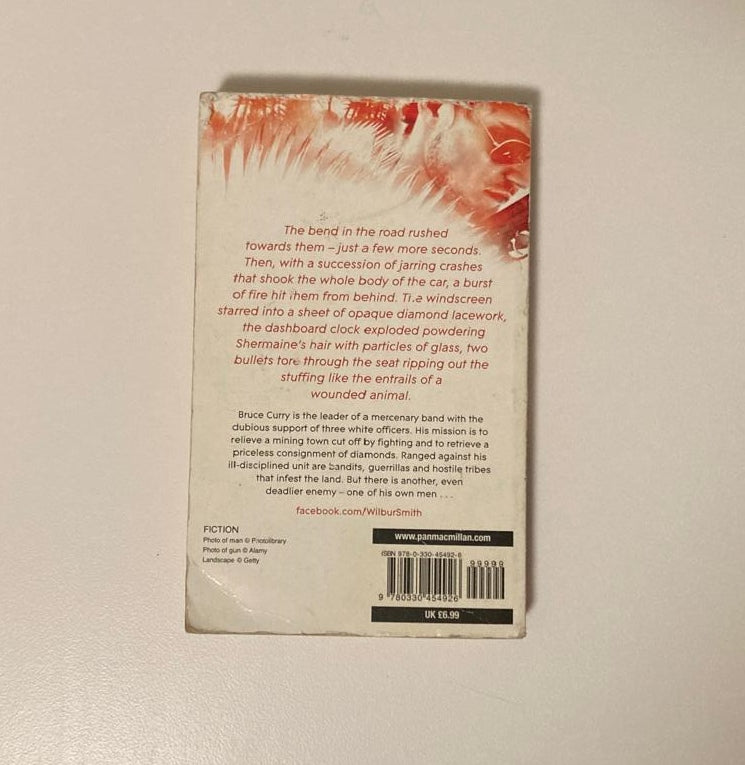 The bend in the road rushed
towards them – just a few more seconds.
Then, with a succession of jarring crashes
that shook the whole body of the car, a burst
of fire hit them from behind. The windscreen
starred into a sheet of opaque diamond lacework,
the dashboard clock exploded powdering
Shermaine's hair with particles of glass, two
bullets tore through the seat ripping out the
stuffing like the entrails of a
wounded animal.
Bruce Curry is the leader of a mercenary band with the
dubious support of three white officers. His mission is to
relieve a mining town cut off by fighting and to retrieve a
priceless consignment of diamonds. Ranged against his
ill-disciplined unit are bandits, guerrillas and hostile tribes
that infest the land. But there is another, even
deadlier enemy – one of his own men . . .
facebook.com/WilburSmith
FICTION
Photo of man © Photolibrary
Photo of gun © Alamy
Landscape © Getty
www.panmacmillan.com
ISBN 978-0-330-45492-6
99999
9 780330 454926
UK £6.99